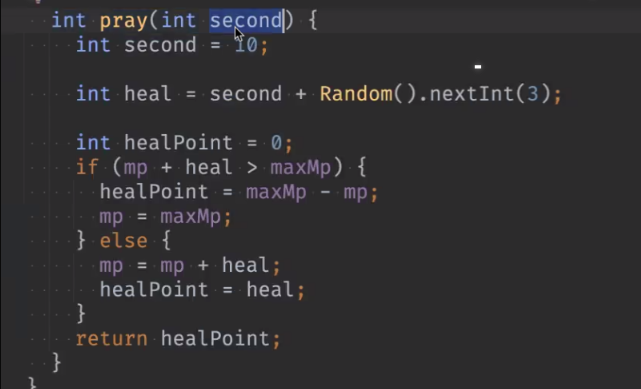 int pray(int second) {
int second = 10;
int heal = second + Random().nextInt(3);
int healPoint = 0;
if (mp + heal > maxMp) {
healPoint = maxMp - mp;
mp = maxMp;
} else {
mp = mp + heal;
healPoint = heal;
}
return healPoint;
}
}